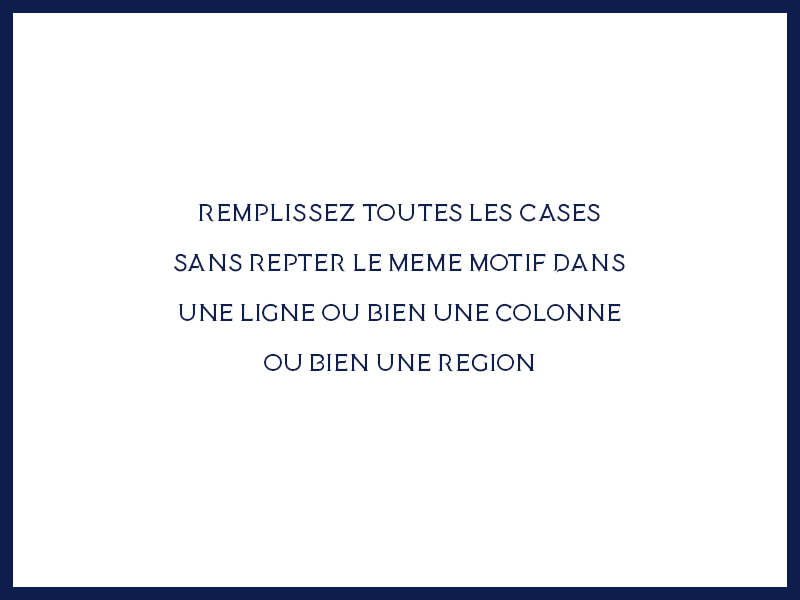 REMPLISSEZ TOUTES LES CASES
SANS REPTER LE MEME MOTIF DANS
UNE LIGNE OU BIEN UNE COLONNE
OU BIEN UNE REGION